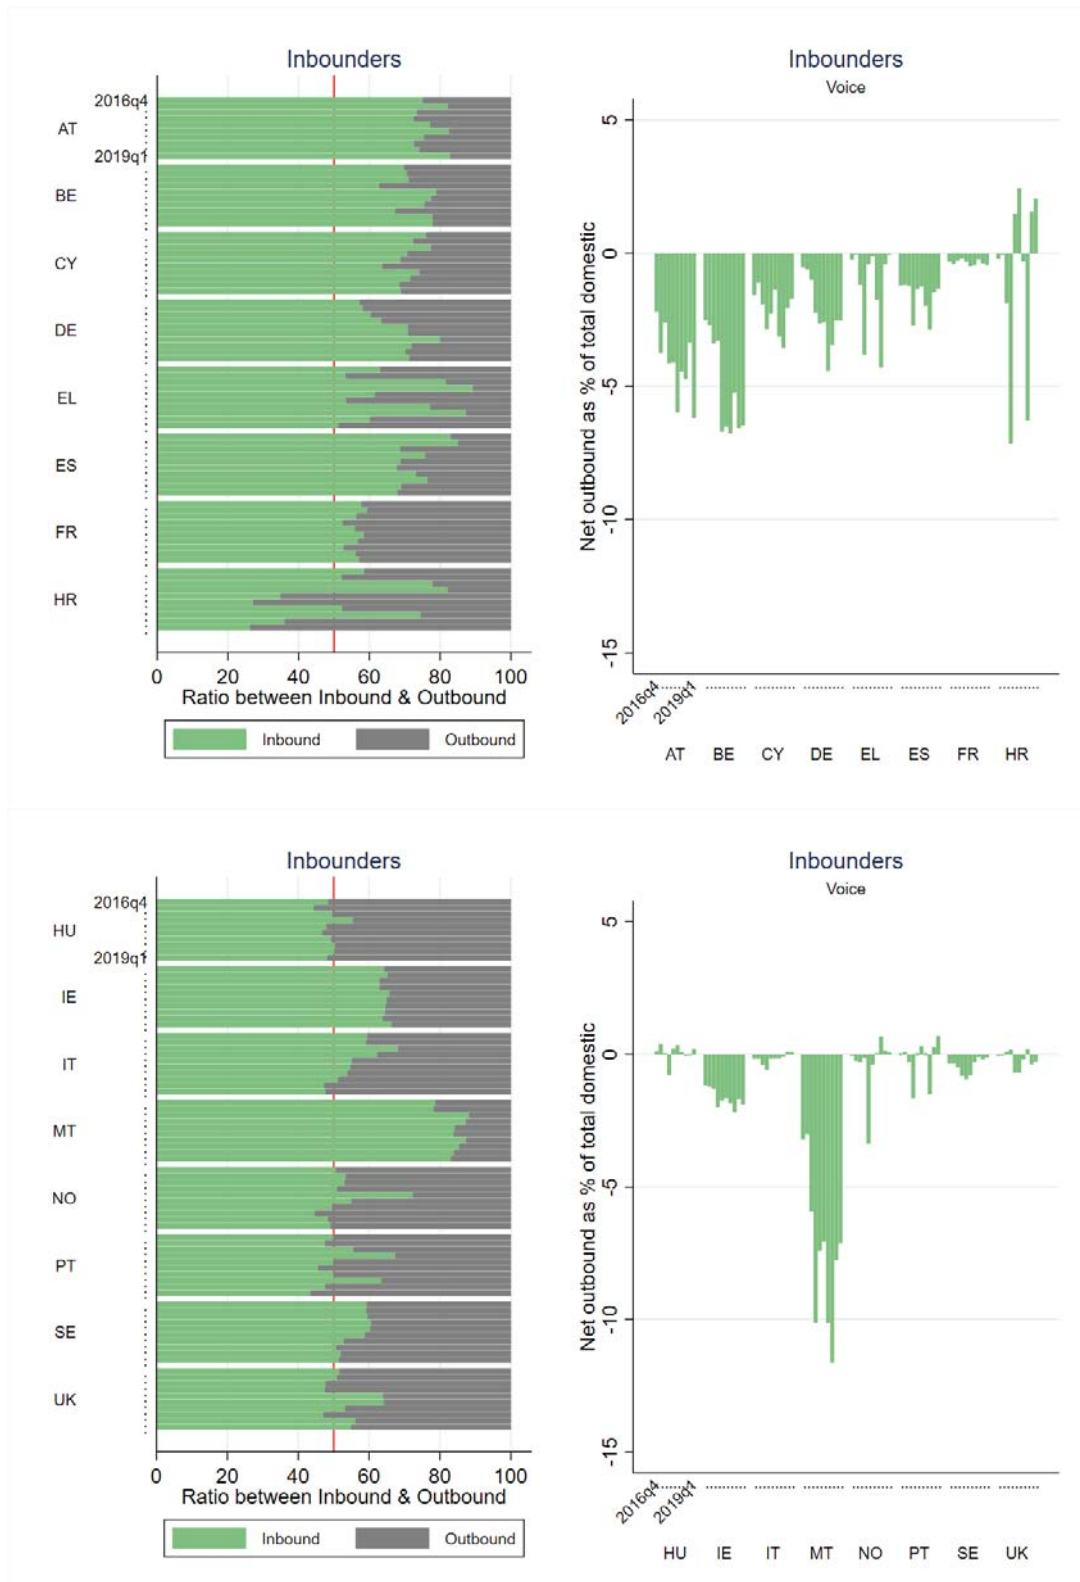 Inbounders
2016q4
AT
2019q1
BE
CY
DE
EL
ES
FR
HR
0 20 40 60 80 100
Ratio between Inbound & Outbound
Inbound Outbound
Inbounders
Voice
Net outbound as % of total domestic
5
0
-5
-10
-15
2016q4 2019q1
AT BE CY DE EL ES FR HR
Inbounders
2016q4
HU
2019q1
IE
IT
MT
NO
PT
SE
UK
0 20 40 60 80 100
Ratio between Inbound & Outbound
Inbound Outbound
Inbounders
Voice
Net outbound as % of total domestic
5
0
-5
-10
-15
2016q4 2019q1
HU IE IT MT NO PT SE UK